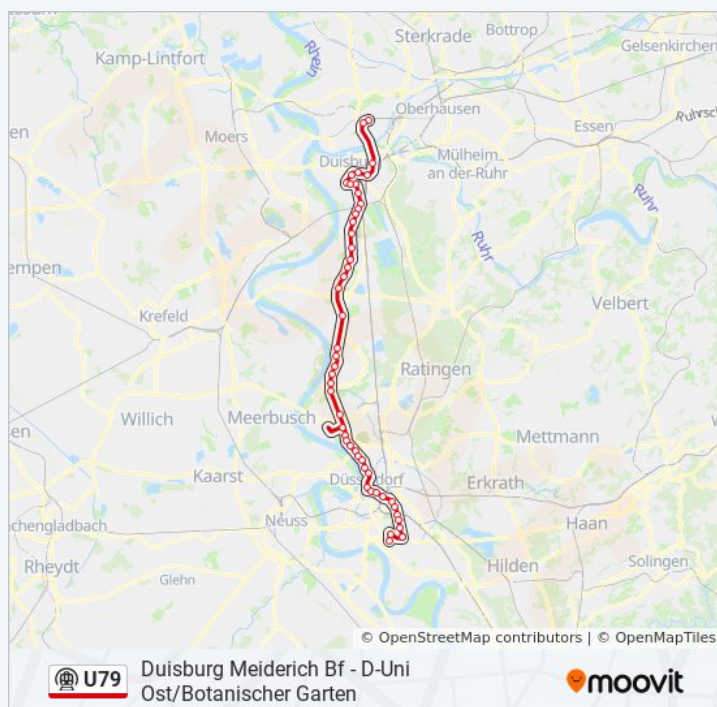 Bottrop
Sterkrade
Gelsenkirchen
Kamp-Lintfort
Rhein
Oberhausen
Essen
Moers
Duisburg
Mülheim
an der Ruhr
Ruhr
Ruhr
Krefeld
Velbert
Ratingen
Willich
Meerbusch
Mettmann
Kaarst
Düsseldorf
Erkrath
Neuss
Haan
Rheydt
Glehn
Hilden
Solingen
© OpenStreetMap contributors | © OpenMapTiles
U79
Duisburg Meiderich Bf - D-Uni
Ost/Botanischer Garten
moovit